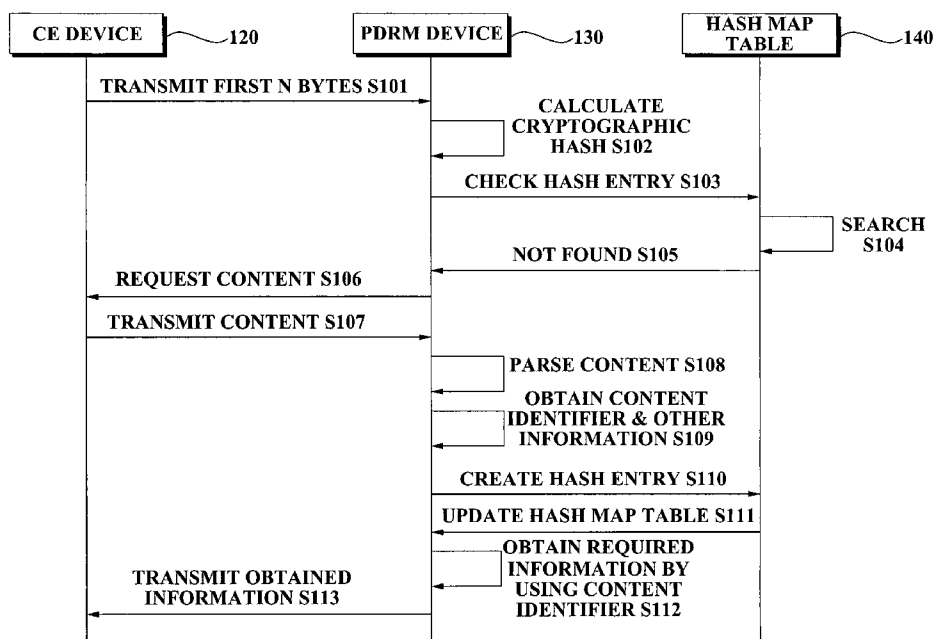 CE DEVICE
120
PDRM DEVICE
130
HASH MAP
TABLE
140
TRANSMIT FIRST N BYTES S101
CALCULATE
CRYPTOGRAPHIC
HASH S102
CHECK HASH ENTRY S103
SEARCH
S104
NOT FOUND S105
REQUEST CONTENT S106
TRANSMIT CONTENT S107
PARSE CONTENT S108
OBTAIN CONTENT
IDENTIFIER & OTHER
INFORMATION S109
CREATE HASH ENTRY S110
UPDATE HASH MAP TABLE S111
OBTAIN REQUIRED
INFORMATION BY
USING CONTENT
IDENTIFIER S112
TRANSMIT OBTAINED
INFORMATION S113